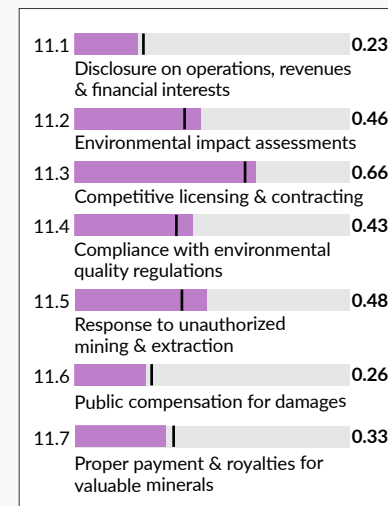 11.1 0.23
Disclosure on operations, revenues
& financial interests
11.2 0.46
Environmental impact assessments
11.3 0.66
Competitive licensing & contracting
11.4 0.43
Compliance with environmental
quality regulations
11.5 0.48
Response to unauthorized
mining & extraction
11.6 0.26
Public compensation for damages
11.7 0.33
Proper payment & royalties for
valuable minerals